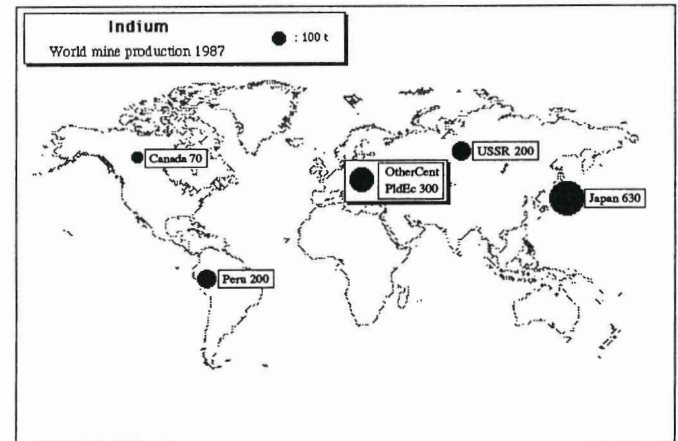 Indium
World mine production 1987
: 100 t
Canada 70
USSR 200
OtherCent
PldEc 300
Japan 630
Peru 200